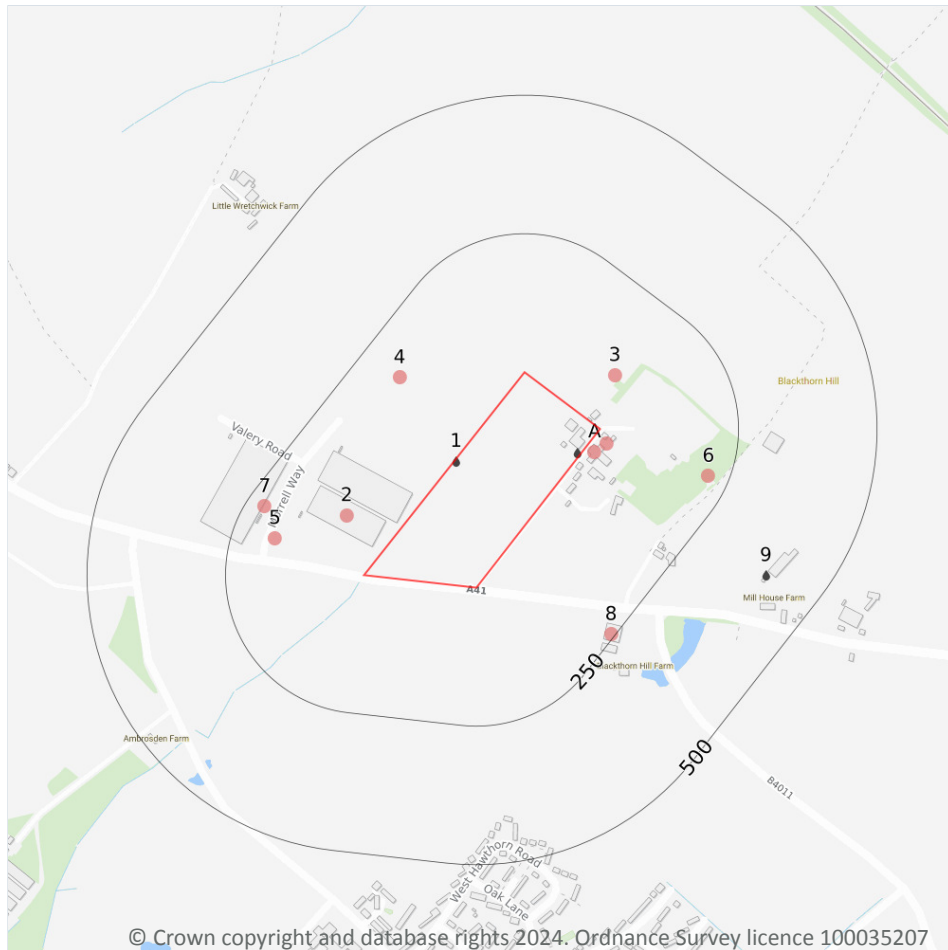 Little Wretchwick Farm
3
4
Blackthorn Hill
Valery Road
A
1
6
7
2
Murrell Way
5
9
A41
Mill House Farm
8
250
Blackthorn Hill Farm
Ambrosden Farm
500
B4011
West Hawthorn Road
Oak Lane
© Crown copyright and database rights 2024. Ordnance Survey licence 100035207